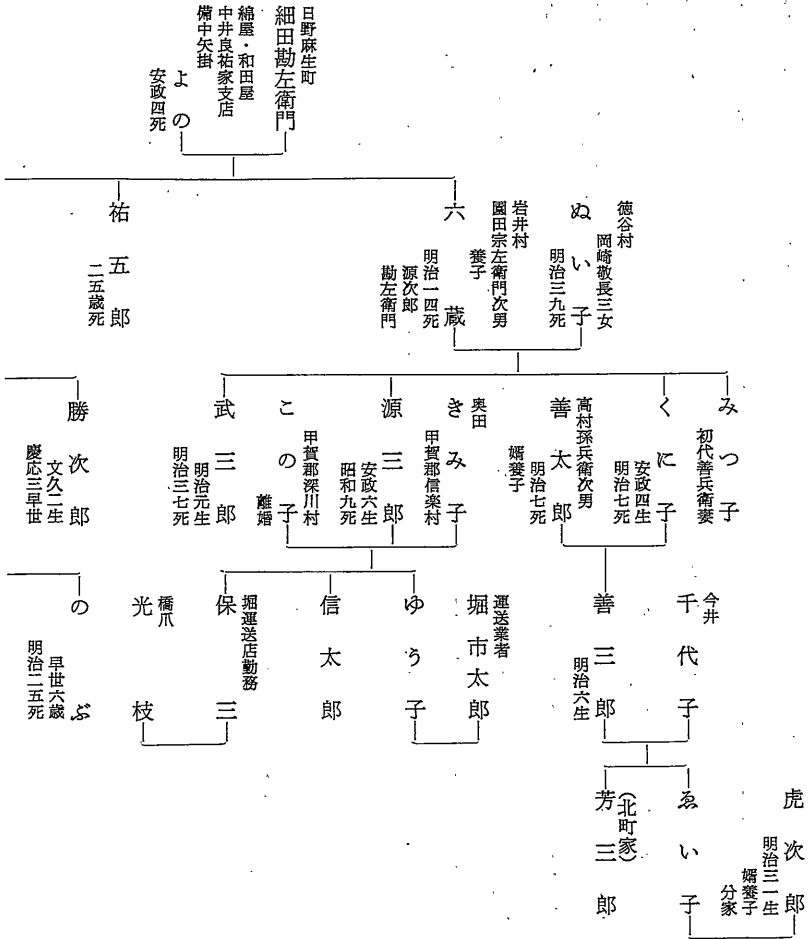 日野麻生町
細田勘左衛門
綿屋・和田屋
中井良祐家支店
備中矢掛
よの
安政四死
徳谷村
岡崎敬長三女
ぬい子
明治三九死
岩井村
園田宗左衛門次男
養子
六蔵
明治一四死
源次郎
勘左衛門
祐五郎
二五歳死
みつ子
初代善兵衛妻
くに子
安政四生
明治七死
高村孫兵衛次男
善太郎
明治七死
婿養子
奥田
きみ子
甲賀郡信楽村
源三郎
安政六生
昭和九死
甲賀郡深川村
この子
離婚
武三郎
明治元生
明治三七死
勝次郎
文久二生
慶応三早世
今井
千代子
善三郎
明治六生
運送業者
堀市太郎
ゆう子
信太郎
堀運送店勤務
保三
橋爪
光枝
のぶ
早世六歳
明治二五死
虎次郎
明治三一生
婿養子
分家
ゑい子
(北町家)
芳三郎